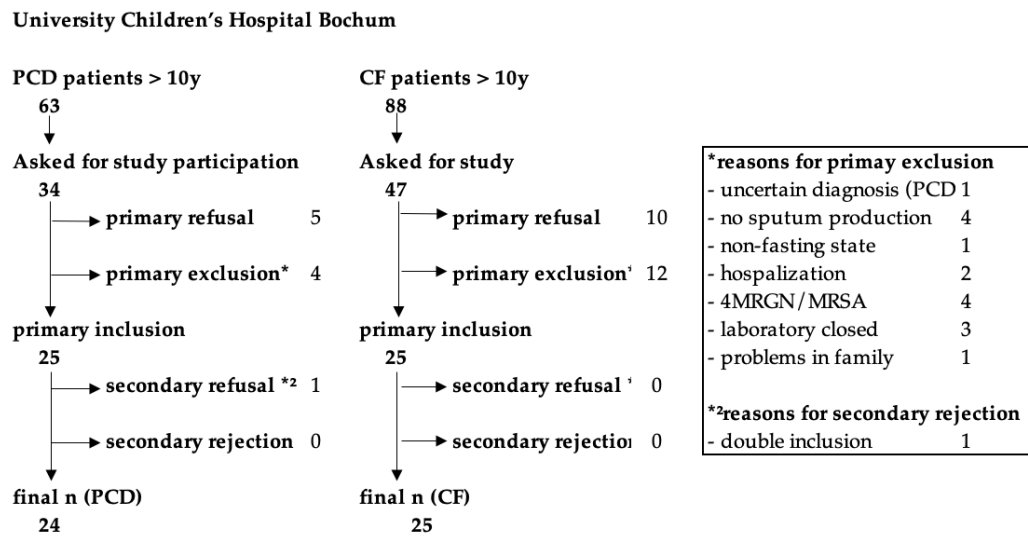 University Children's Hospital Bochum
PCD patients > 10y
63
Asked for study participation
34
primary refusal 5
primary exclusion* 4
primary inclusion
25
secondary refusal *² 1
secondary rejection 0
final n (PCD)
24
CF patients > 10y
88
Asked for study
47
primary refusal 10
primary exclusion* 12
primary inclusion
25
secondary refusal * 0
secondary rejection 0
final n (CF)
25
*reasons for primay exclusion
- uncertain diagnosis (PCD 1
- no sputum production 4
- non-fasting state 1
- hospalization 2
- 4MRGN/MRSA 4
- laboratory closed 3
- problems in family 1
*²reasons for secondary rejection
- double inclusion 1